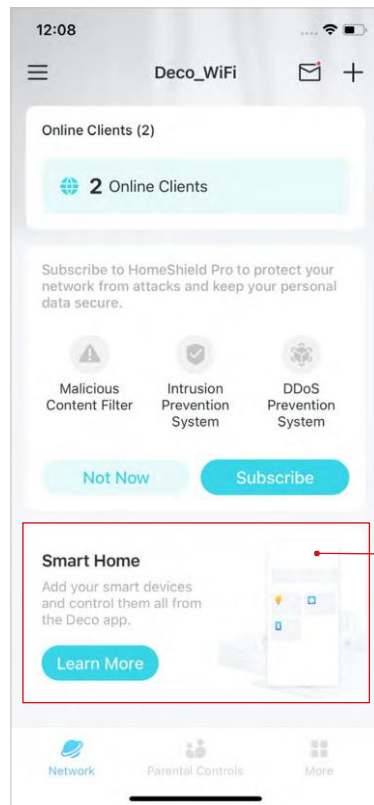 12:08
Deco_WiFi
Online Clients (2)
2 Online Clients
Subscribe to HomeShield Pro to protect your
network from attacks and keep your personal
data secure.
Malicious
Content Filter
Intrusion
Prevention
System
DDoS
Prevention
System
Not Now
Subscribe
Smart Home
Add your smart devices
and control them all from
the Deco app.
Learn More
Network
Parental Controls
More